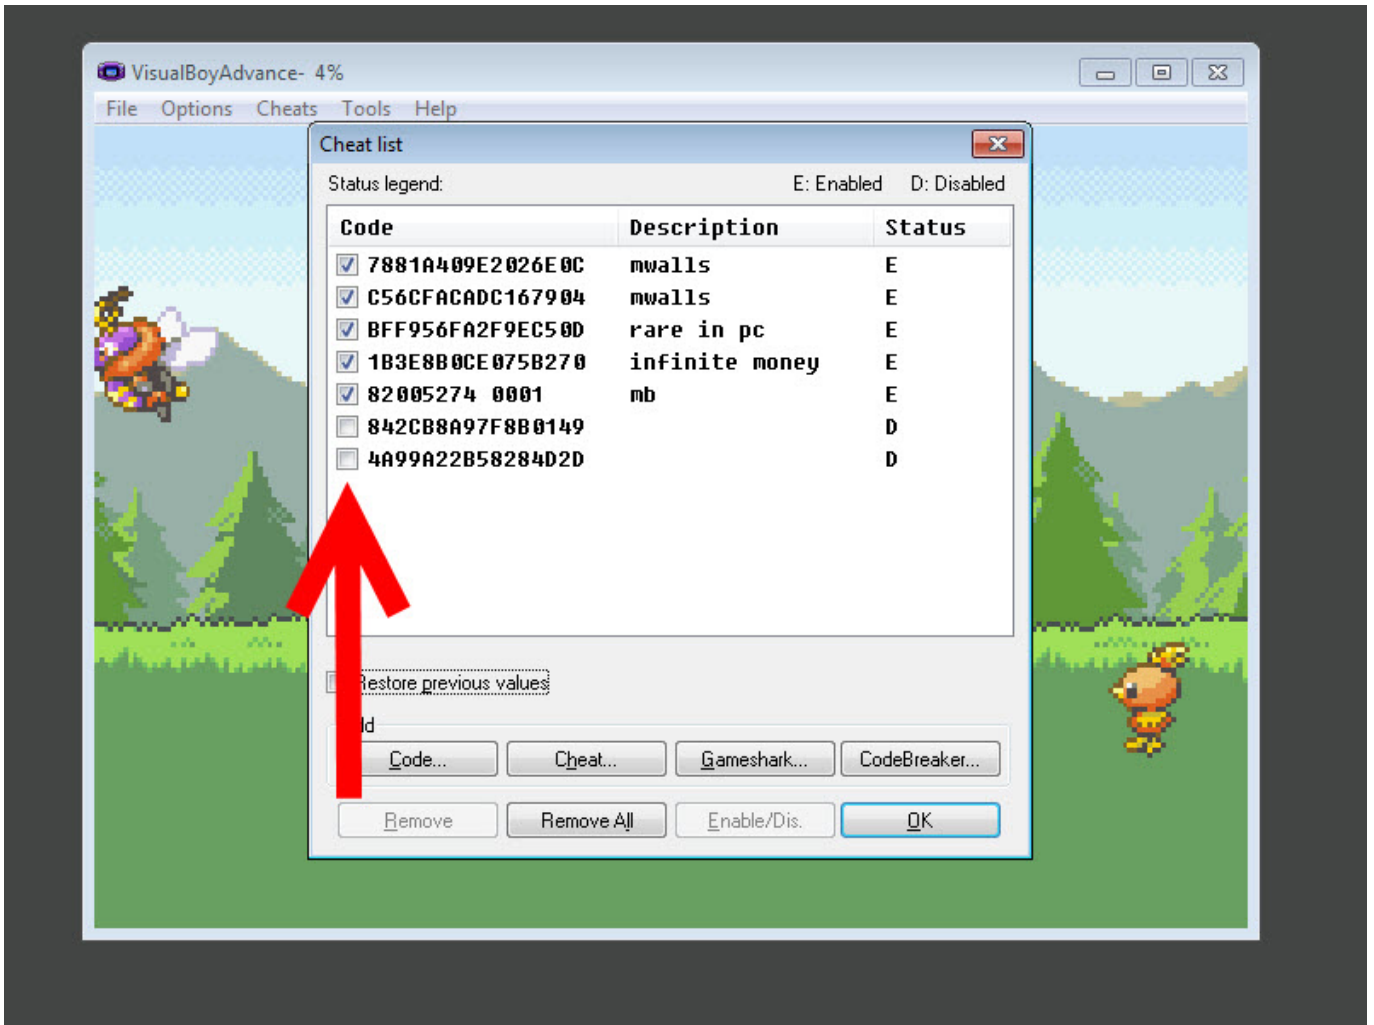 VisualBoyAdvance- 4%
File Options Cheats Tools Help
Cheat list
Status legend: E: Enabled D: Disabled
Code Description Status
7881A409E2026E0C mwalls E
C56CFACADC167904 mwalls E
BFF956FA2F9EC50D rare in pc E
1B3E8B0CE075B270 infinite money E
82005274 0001 mb E
842CB8A97F8B0149 D
4A99A22B58284D2D D
previous values
Code... Cheat... Gameshark... CodeBreaker...
Remove Remove All Enable/Dis. OK